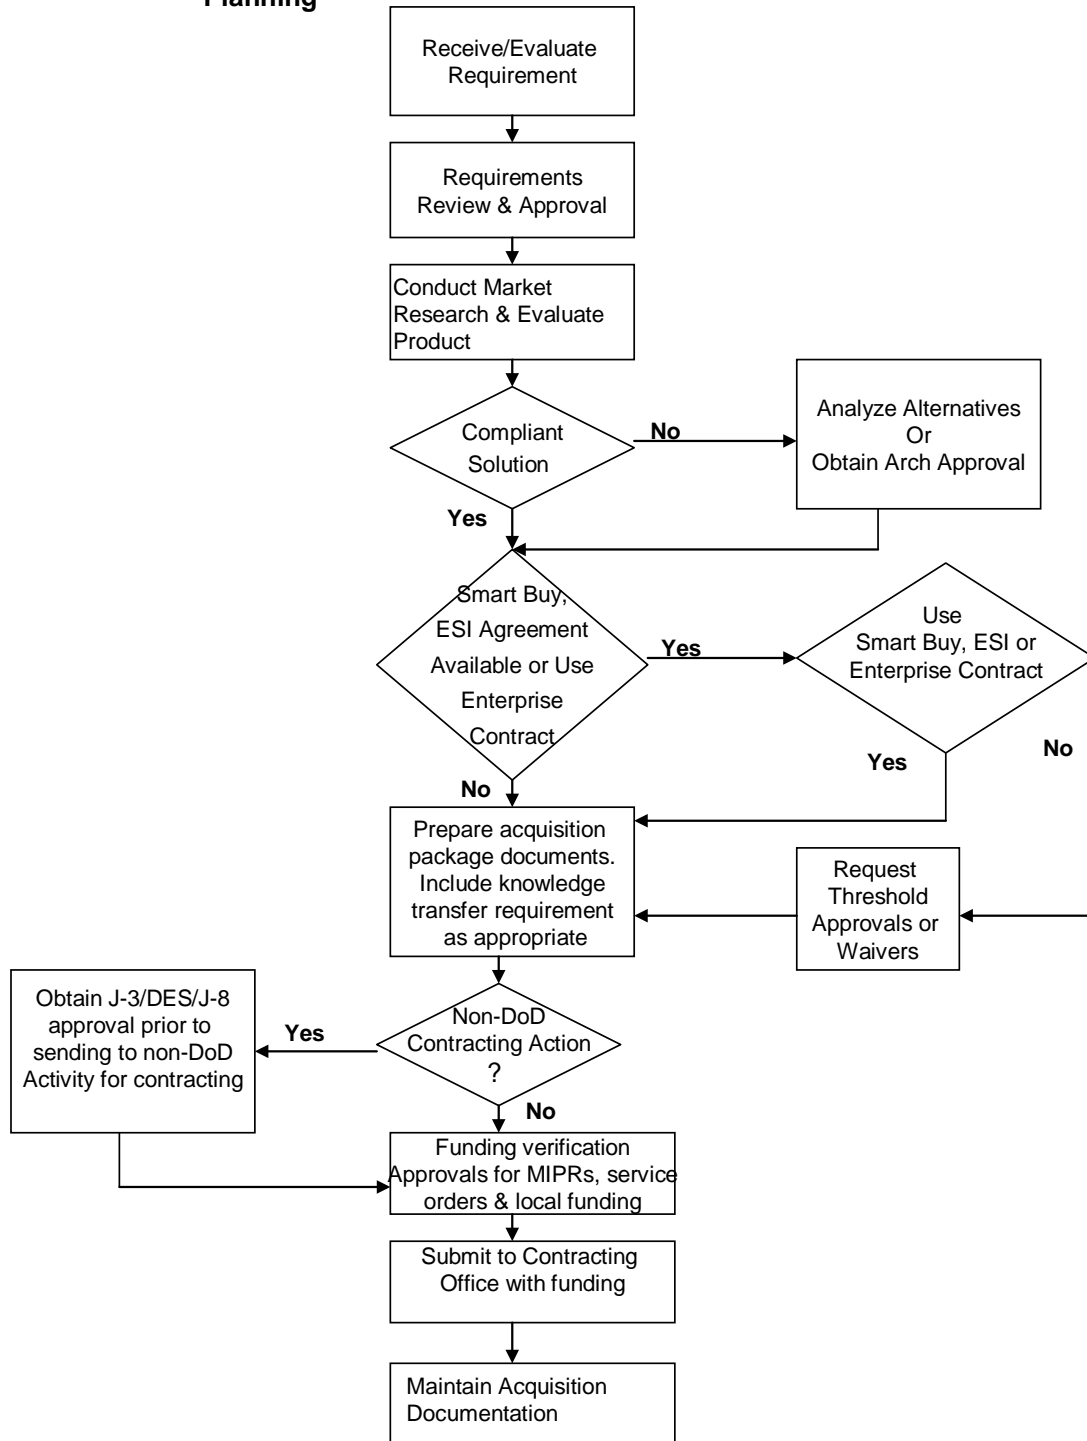 Planning
Receive/Evaluate
Requirement
Requirements
Review & Approval
Conduct Market
Research & Evaluate
Product
Compliant
Solution
No
Analyze Alternatives
Or
Obtain Arch Approval
Yes
Smart Buy,
ESI Agreement
Available or Use
Enterprise
Contract
Yes
Use
Smart Buy, ESI or
Enterprise Contract
Yes
No
No
Prepare acquisition
package documents.
Include knowledge
transfer requirement
as appropriate
Request
Threshold
Approvals or
Waivers
Non-DoD
Contracting Action
?
Yes
Obtain J-3/DES/J-8
approval prior to
sending to non-DoD
Activity for contracting
No
Funding verification
Approvals for MIPRs, service
orders & local funding
Submit to Contracting
Office with funding
Maintain Acquisition
Documentation